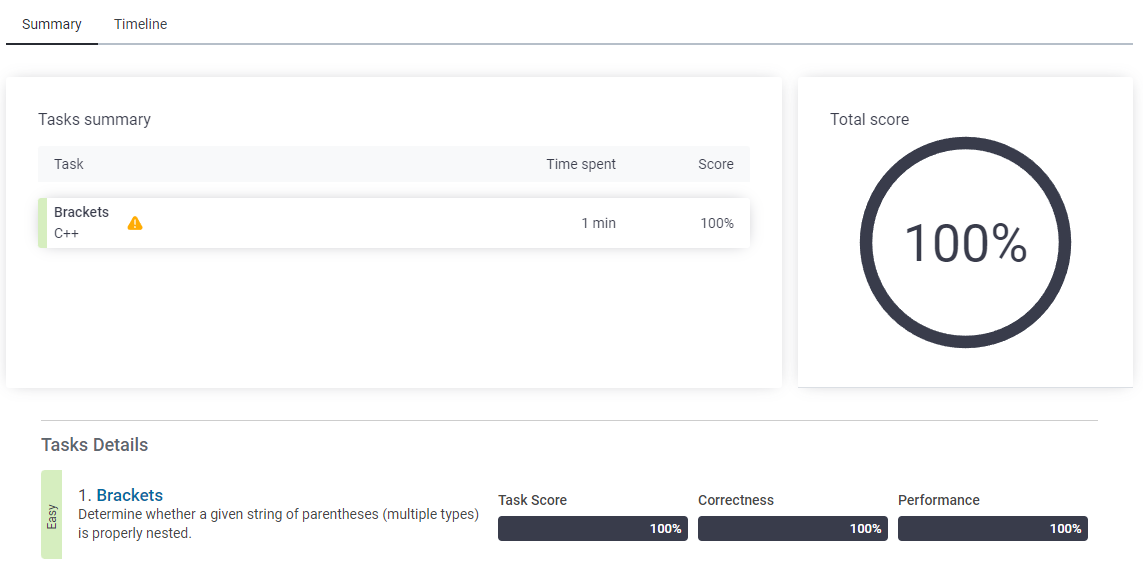 Summary Timeline
Tasks summary
Task Time spent Score
Brackets
C++ 1 min 100%
Total score
100%
Tasks Details
Easy
1. Brackets
Determine whether a given string of parentheses (multiple types)
is properly nested.
Task Score Correctness Performance
100% 100% 100%